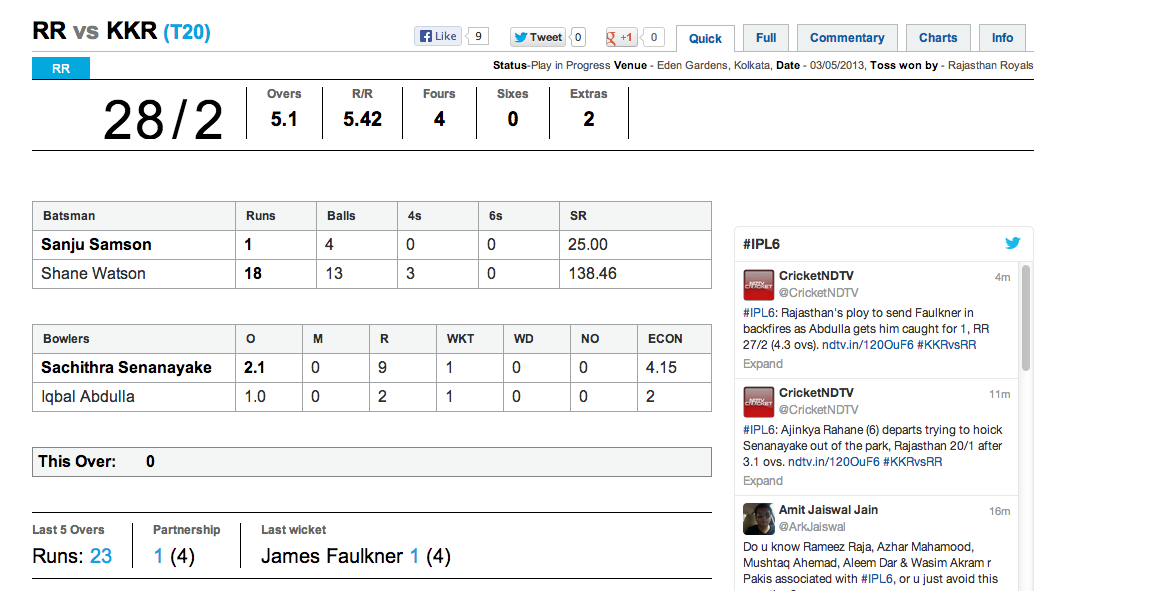 RR vs KKR (T20)
Like 9
Tweet 0
+1 0
Quick
Full
Commentary
Charts
Info
RR
Status-Play in Progress Venue - Eden Gardens, Kolkata, Date - 03/05/2013, Toss won by - Rajasthan Royals
28/2
Overs R/R Fours Sixes Extras
5.1 5.42 4 0 2
Batsman Runs Balls 4s 6s SR
Sanju Samson 1 4 0 0 25.00
Shane Watson 18 13 3 0 138.46
Bowlers O M R WKT WD NO ECON
Sachithra Senanayake 2.1 0 9 1 0 0 4.15
Iqbal Abdulla 1.0 0 2 1 0 0 2
This Over: 0
Last 5 Overs Partnership Last wicket
Runs: 23 1 (4) James Faulkner 1 (4)
#IPL6
CricketNDTV 4m
@CricketNDTV
#IPL6: Rajasthan's ploy to send Faulkner in
backfires as Abdulla gets him caught for 1, RR
27/2 (4.3 ovs). ndtv.in/120OuF6 #KKRvsRR
Expand
CricketNDTV 11m
@CricketNDTV
#IPL6: Ajinkya Rahane (6) departs trying to hoick
Senanayake out of the park, Rajasthan 20/1 after
3.1 ovs. ndtv.in/120OuF6 #KKRvsRR
Expand
Amit Jaiswal Jain 16m
@ArkJaiswal
Do u know Rameez Raja, Azhar Mahamood,
Mushtaq Ahemad, Aleem Dar & Wasim Akram r
Pakis associated with #IPL6, or u just avoid this